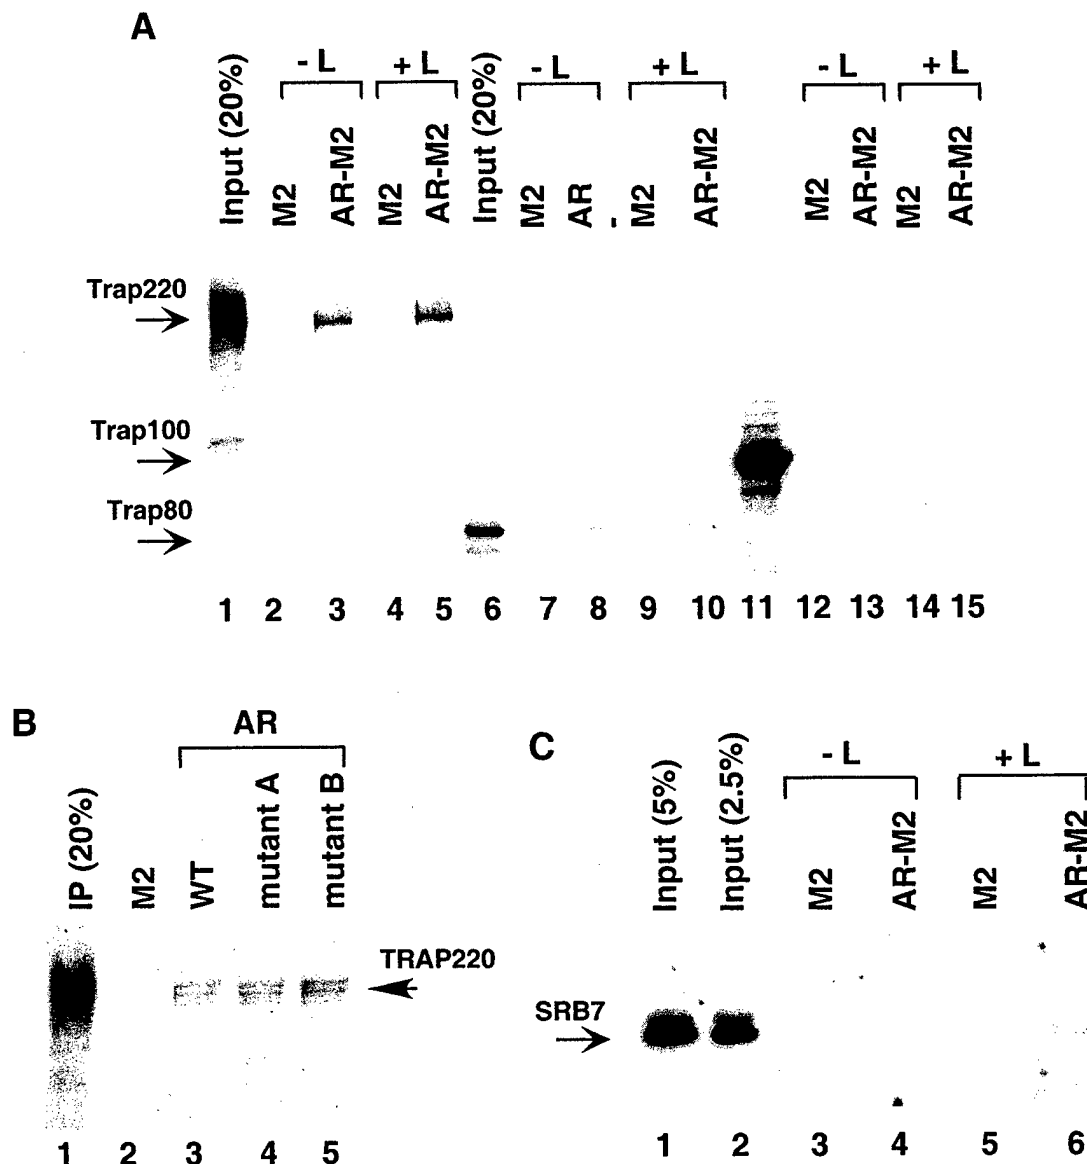 A
- L
+ L
- L
+ L
- L
+ L
Input (20%)
M2
AR-M2
M2
AR-M2
Input (20%)
M2
AR
-
M2
AR-M2
M2
AR-M2
M2
AR-M2
Trap220
Trap100
Trap80
1 2 3 4 5 6 7 8 9 10 11 12 13 14 15
B
AR
IP (20%)
M2
WT
mutant A
mutant B
TRAP220
1 2 3 4 5
C
- L
+ L
Input (5%)
Input (2.5%)
M2
AR-M2
M2
AR-M2
SRB7
1 2 3 4 5 6